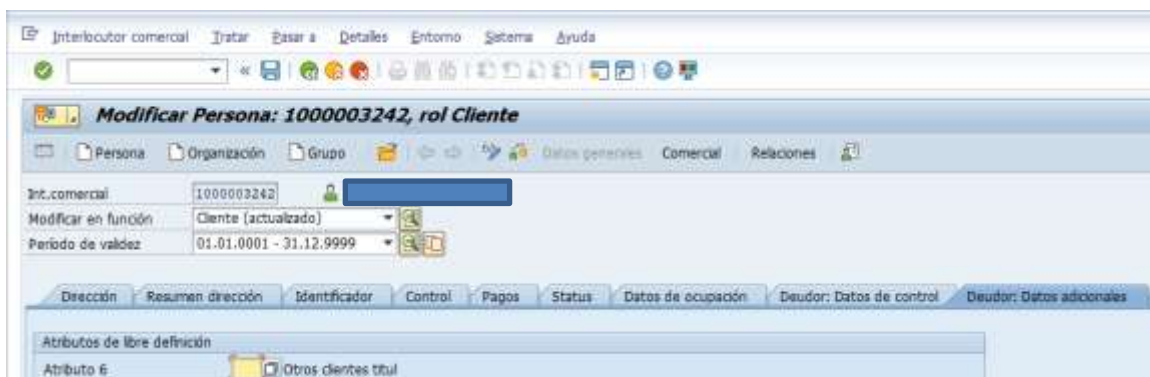 Interlocutor comercial Tratar Pasar a Detalles Entorno Sistema Ayuda
Modificar Persona: 1000003242, rol Cliente
Persona Organización Grupo Datos generales Comercial Relaciones
Int.comercial 1000003242
Modificar en función Cliente (actualizado)
Período de validez 01.01.0001 - 31.12.9999
Dirección Resumen dirección Identificador Control Pagos Status Datos de ocupación Deudor: Datos de control Deudor: Datos adicionales
Atributos de libre definición
Atributo 6 Otros clientes titul